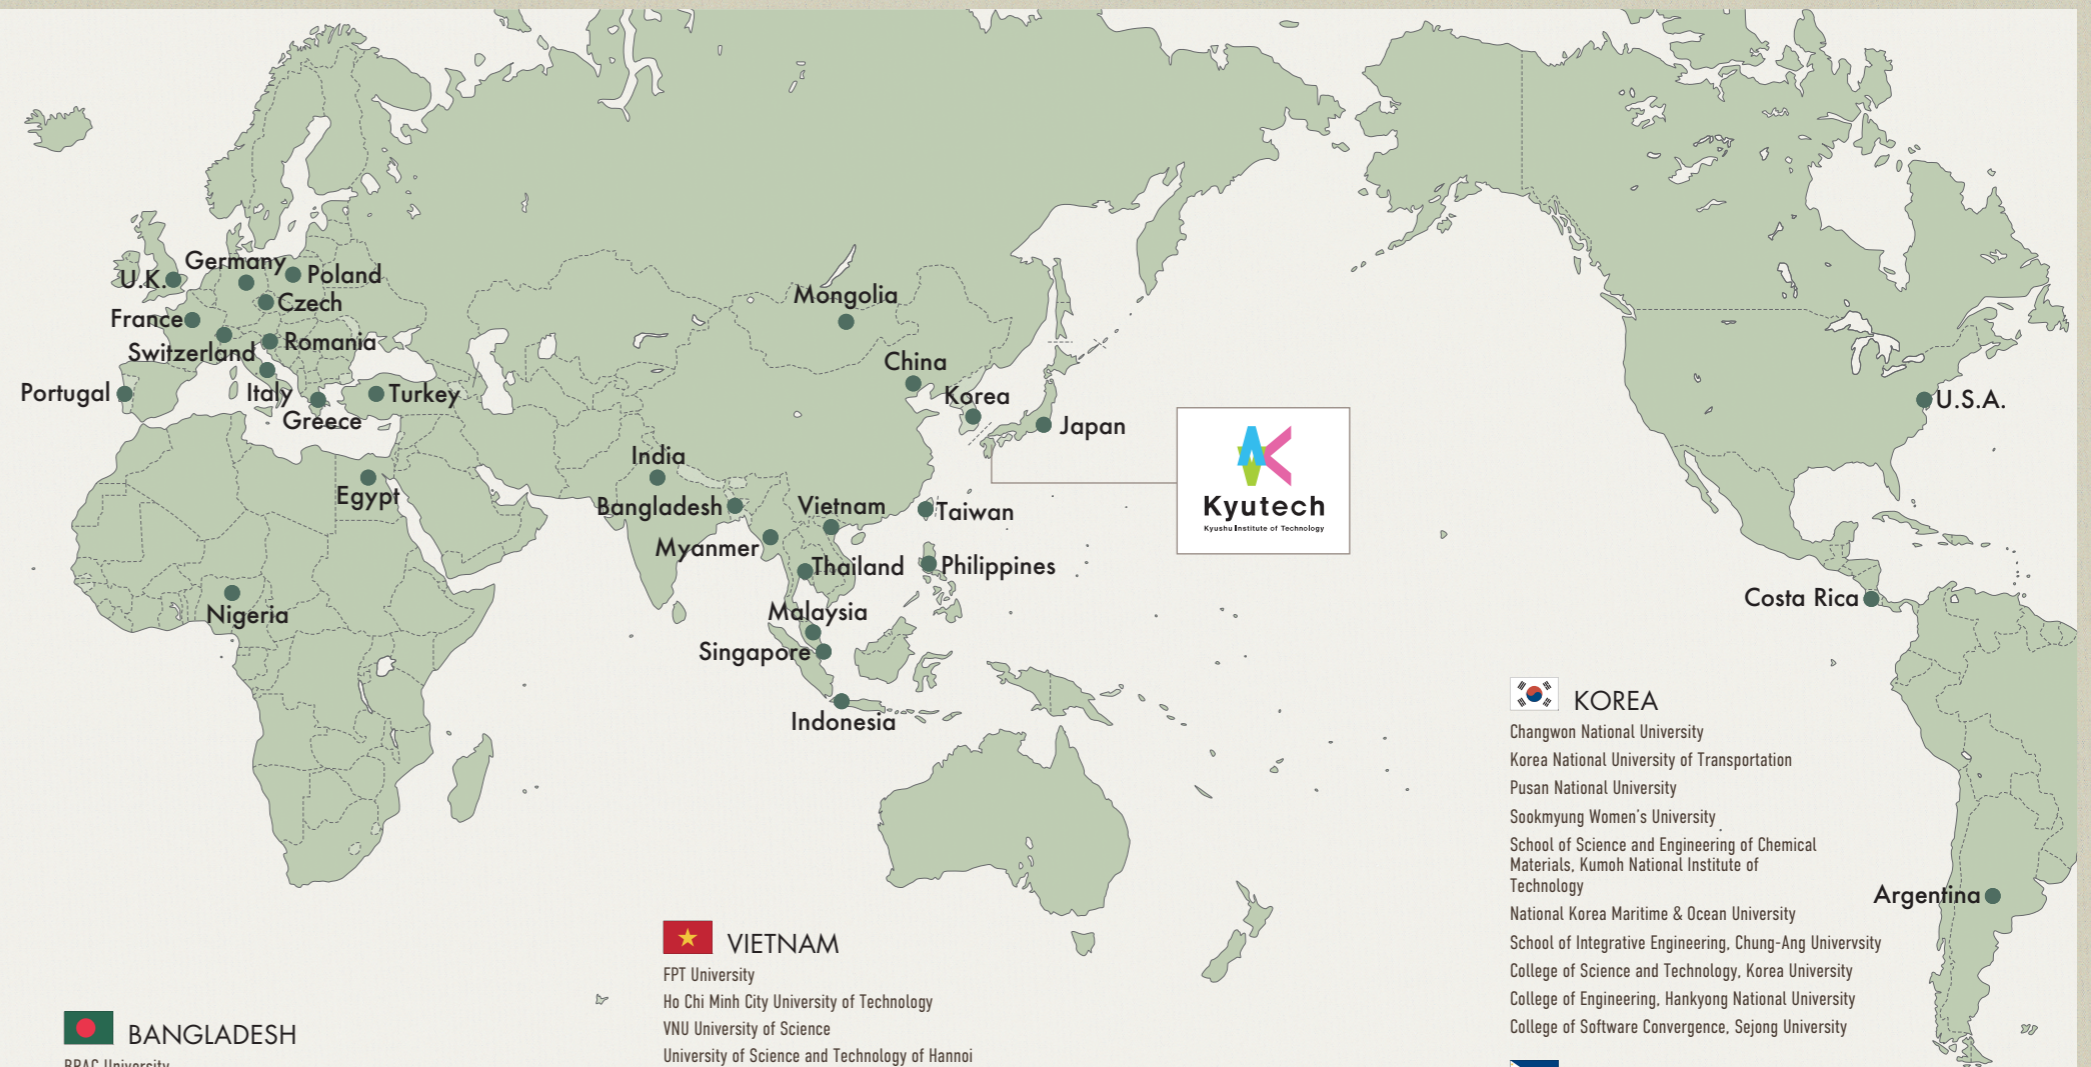 Germany
U.K.
Poland
Czech
France
Romania
Switzerland
Portugal
Italy
Turkey
Greece
Mongolia
China
Korea
Japan
U.S.A.
India
Egypt
Bangladesh
Vietnam
Taiwan
Kyutech
Kyushu Institute of Technology
Myanmer
Thailand
Philippines
Nigeria
Malaysia
Costa Rica
Singapore
Indonesia
Argentina
KOREA
Changwon National University
Korea National University of Transportation
Pusan National University
Sookmyung Women's University
School of Science and Engineering of Chemical
Materials, Kumoh National Institute of
Technology
National Korea Maritime & Ocean University
School of Integrative Engineering, Chung-Ang Univervsity
College of Science and Technology, Korea University
College of Engineering, Hankyong National University
College of Software Convergence, Sejong University
VIETNAM
FPT University
Ho Chi Minh City University of Technology
VNU University of Science
University of Science and Technology of Hannoi
BANGLADESH
BRAC University